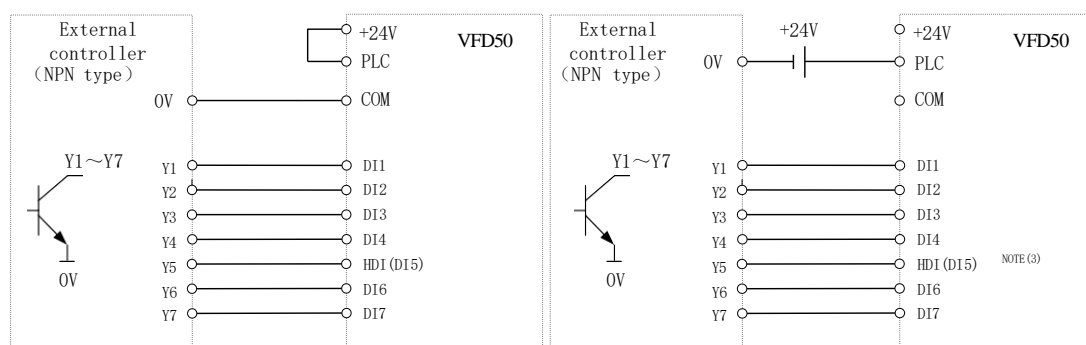 External
controller
(NPN type)
+24V
VFD50
PLC
0V
COM
Y1～Y7
0V
Y1
DI1
Y2
DI2
Y3
DI3
Y4
DI4
Y5
HDI(DI5)
Y6
DI6
Y7
DI7
External
controller
(NPN type)
+24V
+24V
VFD50
0V
PLC
COM
Y1～Y7
0V
Y1
DI1
Y2
DI2
Y3
DI3
Y4
DI4
Y5
HDI(DI5)
NOTE(3)
Y6
DI6
Y7
DI7